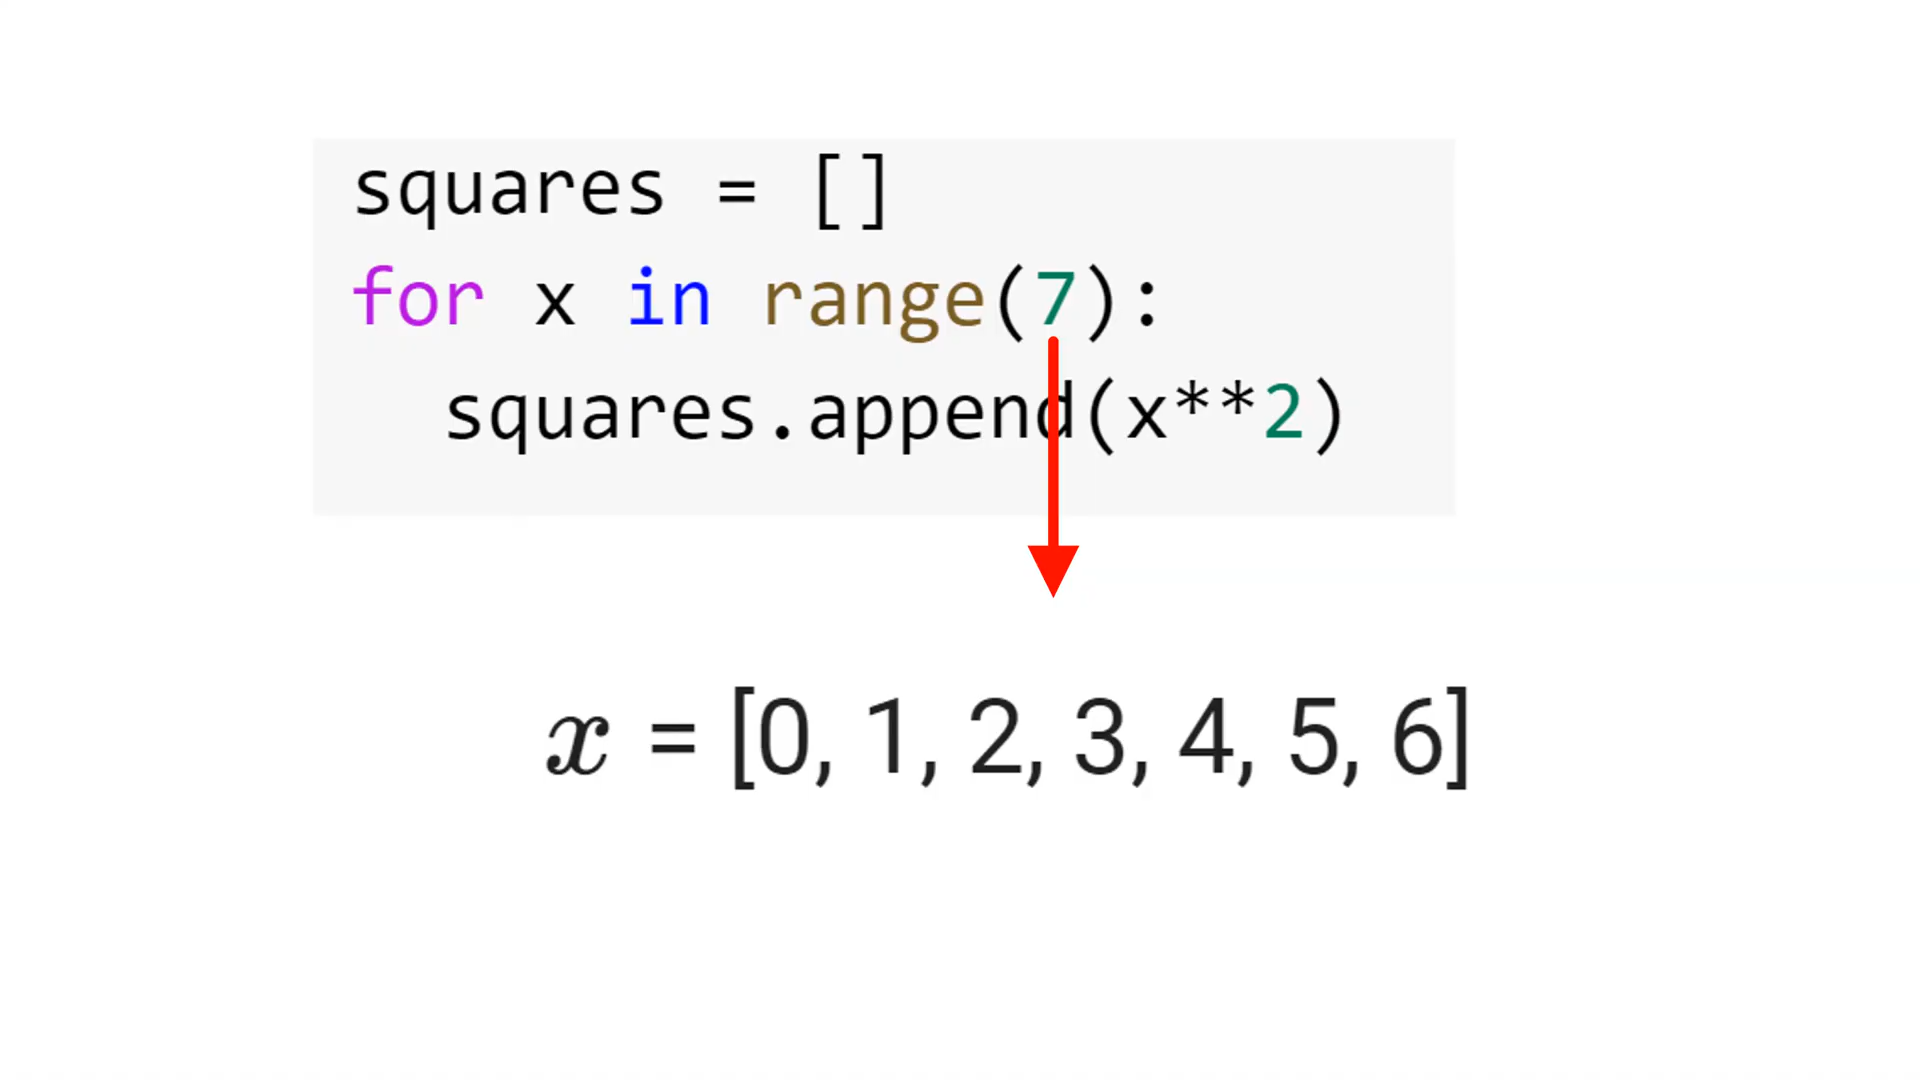 squares = []
for x in range(7):
  squares.append(x**2)
x = [0, 1, 2, 3, 4, 5, 6]